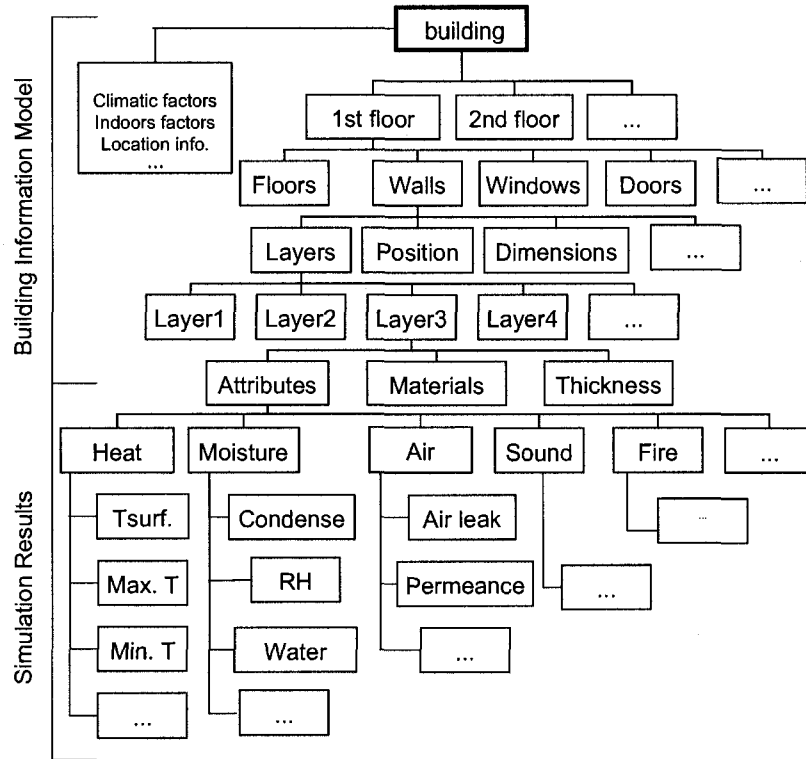 building
Climatic factors
Indoors factors
Location info.
...
1st floor
2nd floor
...
Floors
Walls
Windows
Doors
...
Layers
Position
Dimensions
...
Layer1
Layer2
Layer3
Layer4
...
Attributes
Materials
Thickness
Building Information Model
Heat
Moisture
Air
Sound
Fire
...
Tsurf.
Condense
Air leak
...
Max. T
RH
Permeance
...
Min. T
Water
...
...
...
Simulation Results